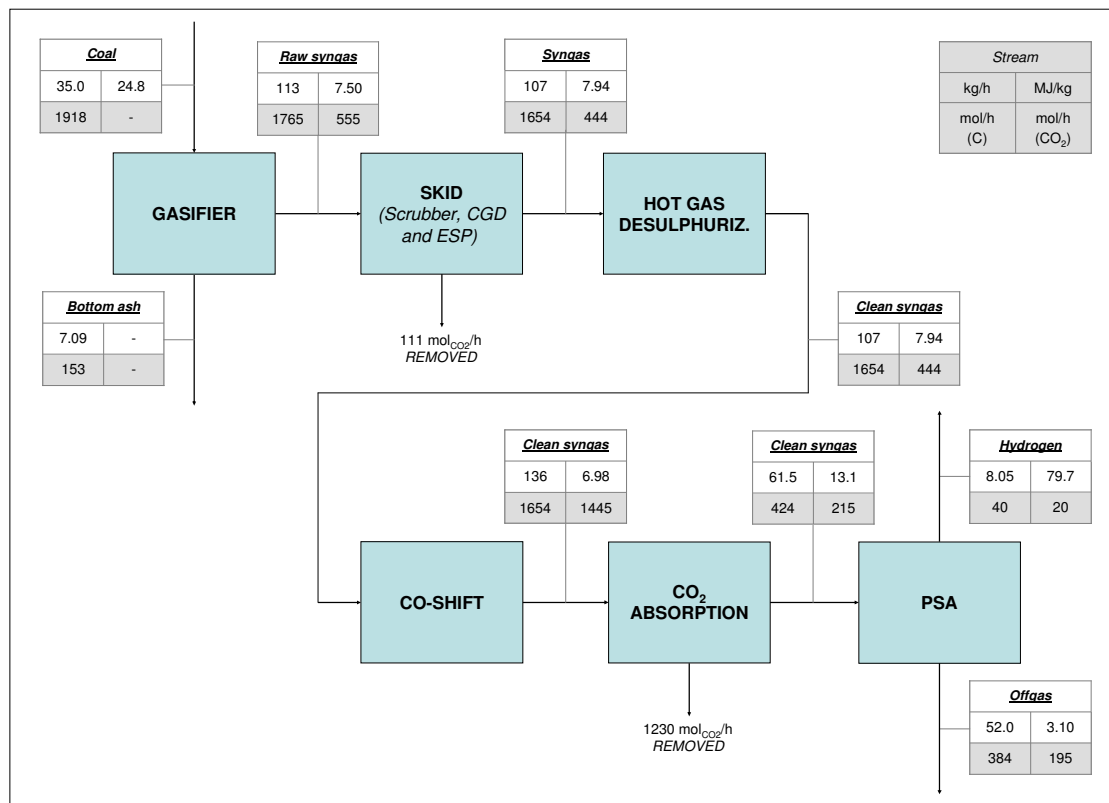 Coal
35.0 24.8
1918 -
Raw syngas
113 7.50
1765 555
Syngas
107 7.94
1654 444
Stream
kg/h MJ/kg
mol/h mol/h
(C) (CO₂)
GASIFIER
SKID
(Scrubber, CGD
and ESP)
HOT GAS
DESULPHURIZ.
Bottom ash
7.09 -
153 -
111 mol_CO2/h
REMOVED
Clean syngas
107 7.94
1654 444
Clean syngas
136 6.98
1654 1445
Clean syngas
61.5 13.1
424 215
Hydrogen
8.05 79.7
40 20
CO-SHIFT
CO₂
ABSORPTION
PSA
1230 mol_CO2/h
REMOVED
Offgas
52.0 3.10
384 195